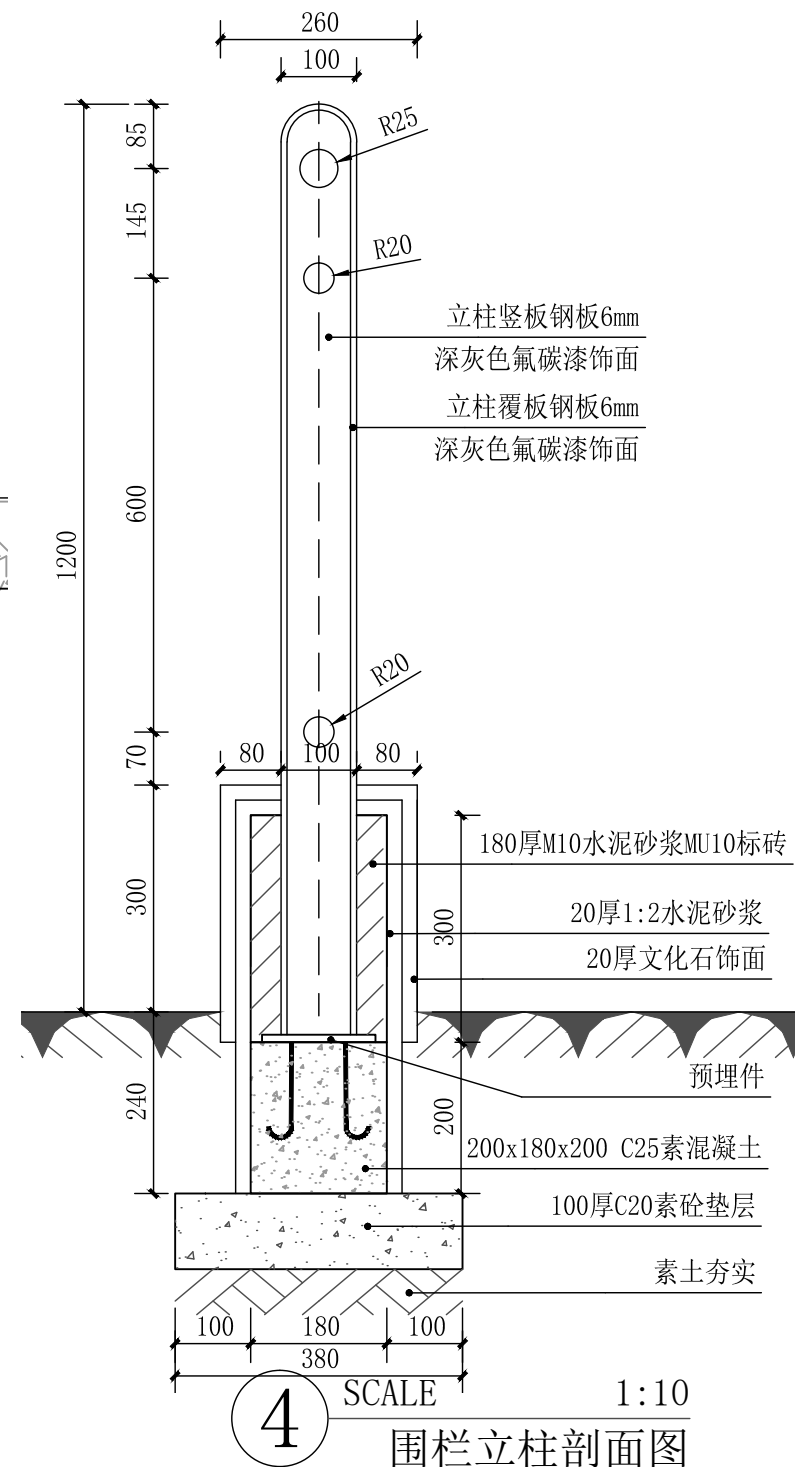 260
100
85
R25
145
R20
立柱竖板钢板6mm
深灰色氟碳漆饰面
立柱覆板钢板6mm
深灰色氟碳漆饰面
600
1200
R20
70
80
100
80
180厚M10水泥砂浆MU10标砖
300
300
20厚1:2水泥砂浆
20厚文化石饰面
预埋件
240
200
200x180x200 C25素混凝土
100厚C20素砼垫层
素土夯实
100
180
100
380
4
SCALE 1:10
围栏立柱剖面图